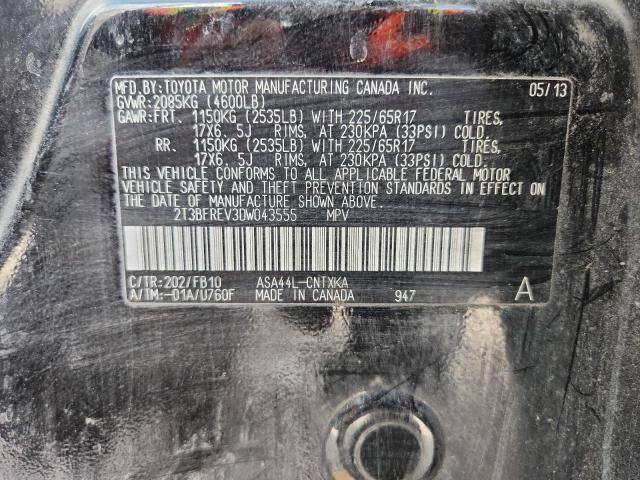 MFD.BY:TOYOTA MOTOR MANUFACTURING CANADA INC. 05/13
GVWR:2085KG (4600LB)
GAWR:FRT. 1150KG (2535LB) WITH 225/65R17 TIRES,
17X6.5J RIMS, AT 230KPA (33PSI) COLD.
RR. 1150KG (2535LB) WITH 225/65R17 TIRES,
17X6.5J RIMS, AT 230KPA (33PSI) COLD.
THIS VEHICLE CONFORMS TO ALL APPLICABLE FEDERAL MOTOR
VEHICLE SAFETY AND THEFT PREVENTION STANDARDS IN EFFECT ON
THE DATE OF MANUFACTURE SHOWN ABOVE.
2T3BFREV3DW043555 MPV
C/TR:202/FB10 ASA44L-CNTXKA
A/TM:-01A/U760F MADE IN CANADA 947 A